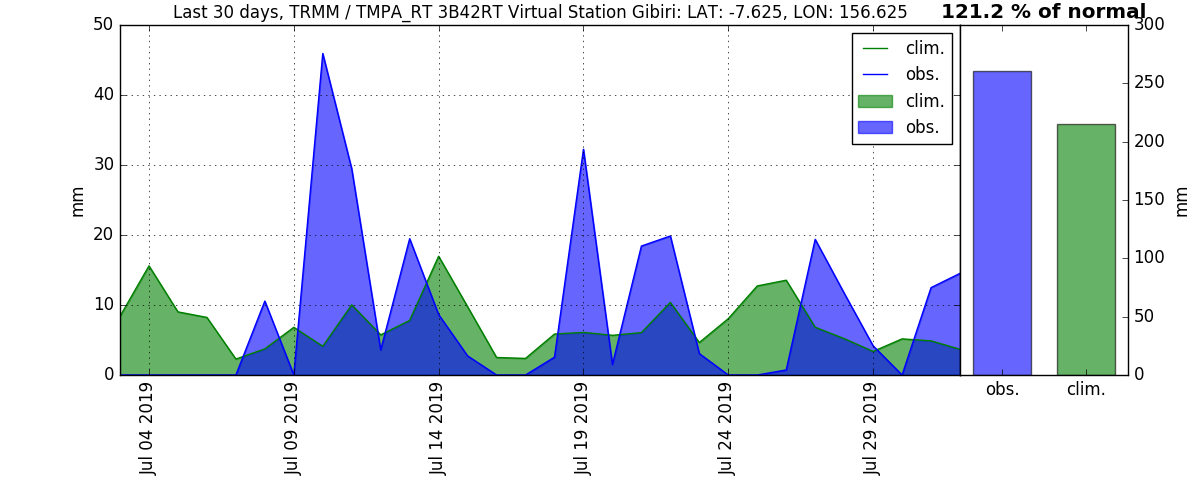 Last 30 days, TRMM / TMPA_RT 3B42RT Virtual Station Gibiri: LAT: -7.625, LON: 156.625
121.2 % of normal
50
40
30
20
10
0
mm
Jul 04 2019
Jul 09 2019
Jul 14 2019
Jul 19 2019
Jul 24 2019
Jul 29 2019
clim.
obs.
clim.
obs.
300
250
200
150
100
50
0
mm
obs.
clim.